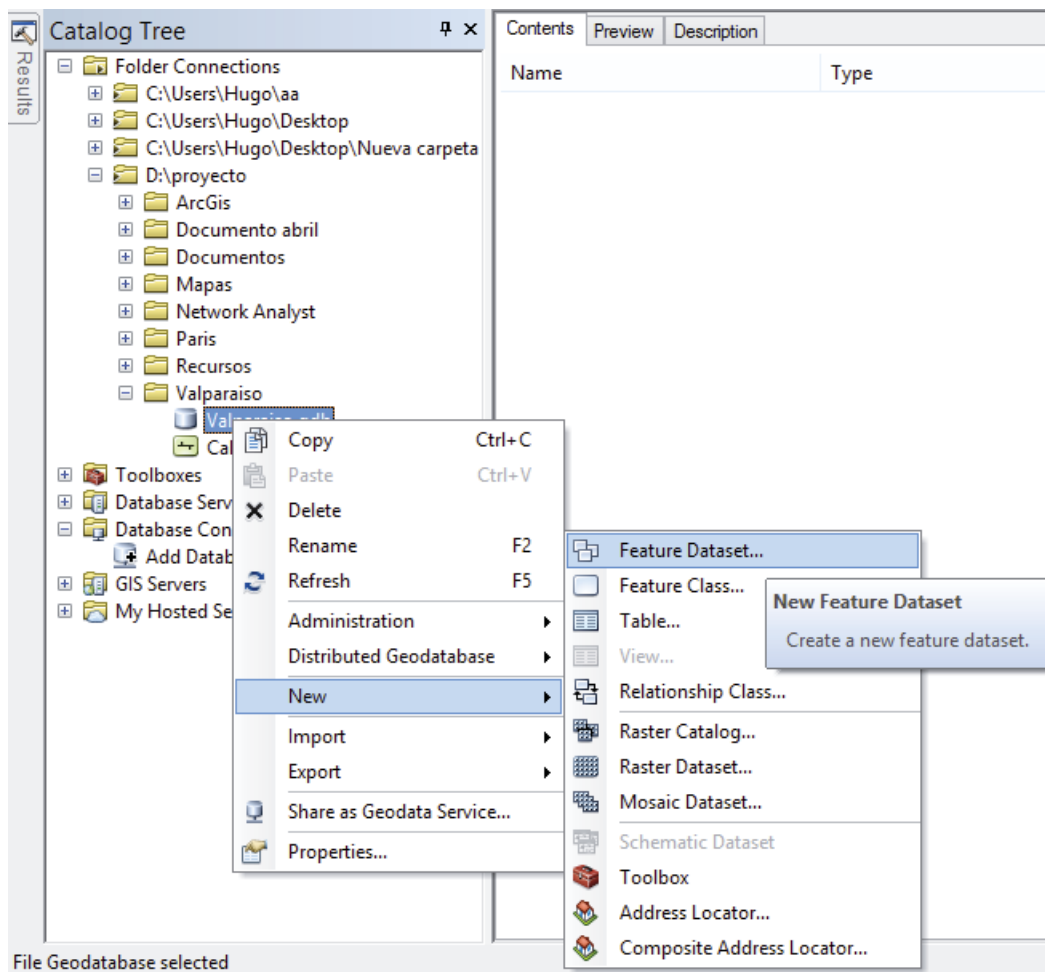 Results
Catalog Tree
Folder Connections
C:\Users\Hugo\aa
C:\Users\Hugo\Desktop
C:\Users\Hugo\Desktop\Nueva carpeta
D:\proyecto
ArcGis
Documento abril
Documentos
Mapas
Network Analyst
Paris
Recursos
Valparaiso
Valparaiso.gdb
Cal
Toolboxes
Database Serv
Database Con
Add Datab
GIS Servers
My Hosted Se
Contents Preview Description
Name Type
Copy Ctrl+C
Paste Ctrl+V
Delete
Rename F2
Refresh F5
Administration
Distributed Geodatabase
New
Import
Export
Share as Geodata Service...
Properties...
Feature Dataset...
Feature Class...
Table...
View...
Relationship Class...
Raster Catalog...
Raster Dataset...
Mosaic Dataset...
Schematic Dataset
Toolbox
Address Locator...
Composite Address Locator...
New Feature Dataset
Create a new feature dataset.
File Geodatabase selected